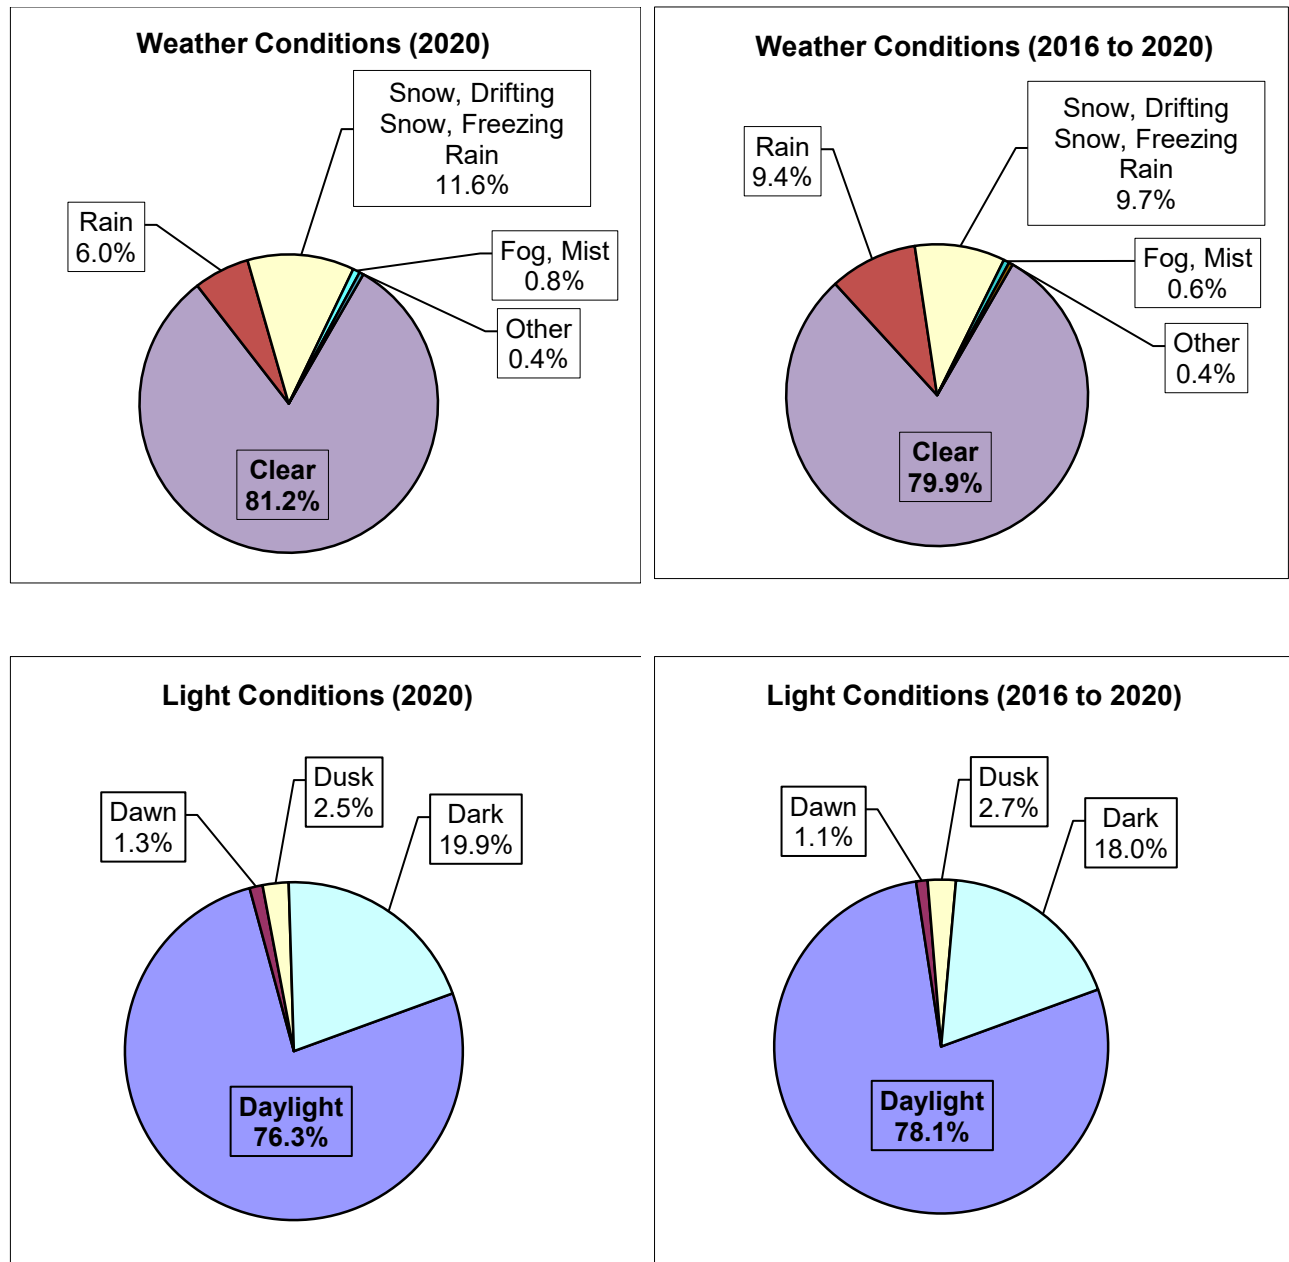 Weather Conditions (2020)
Snow, Drifting
Snow, Freezing
Rain
11.6%
Rain
6.0%
Fog, Mist
0.8%
Other
0.4%
Clear
81.2%
Weather Conditions (2016 to 2020)
Snow, Drifting
Snow, Freezing
Rain
9.7%
Rain
9.4%
Fog, Mist
0.6%
Other
0.4%
Clear
79.9%
Light Conditions (2020)
Dusk
2.5%
Dawn
1.3%
Dark
19.9%
Daylight
76.3%
Light Conditions (2016 to 2020)
Dusk
2.7%
Dawn
1.1%
Dark
18.0%
Daylight
78.1%